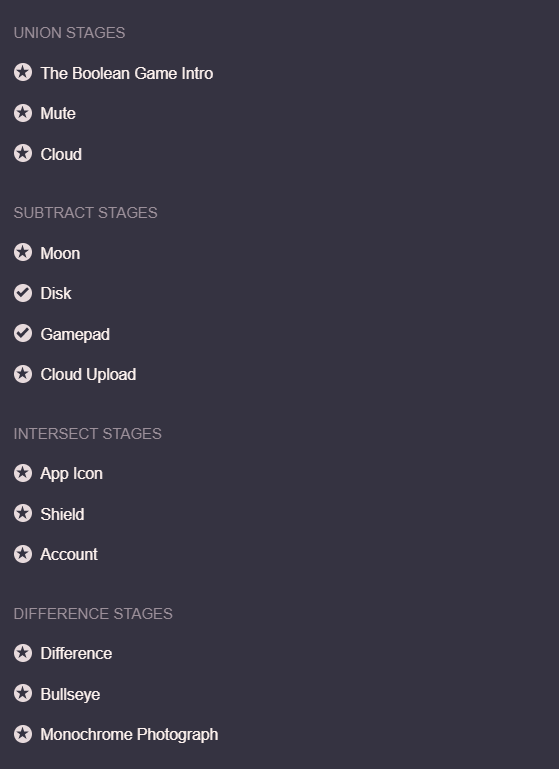 UNION STAGES
The Boolean Game Intro
Mute
Cloud
SUBTRACT STAGES
Moon
Disk
Gamepad
Cloud Upload
INTERSECT STAGES
App Icon
Shield
Account
DIFFERENCE STAGES
Difference
Bullseye
Monochrome Photograph